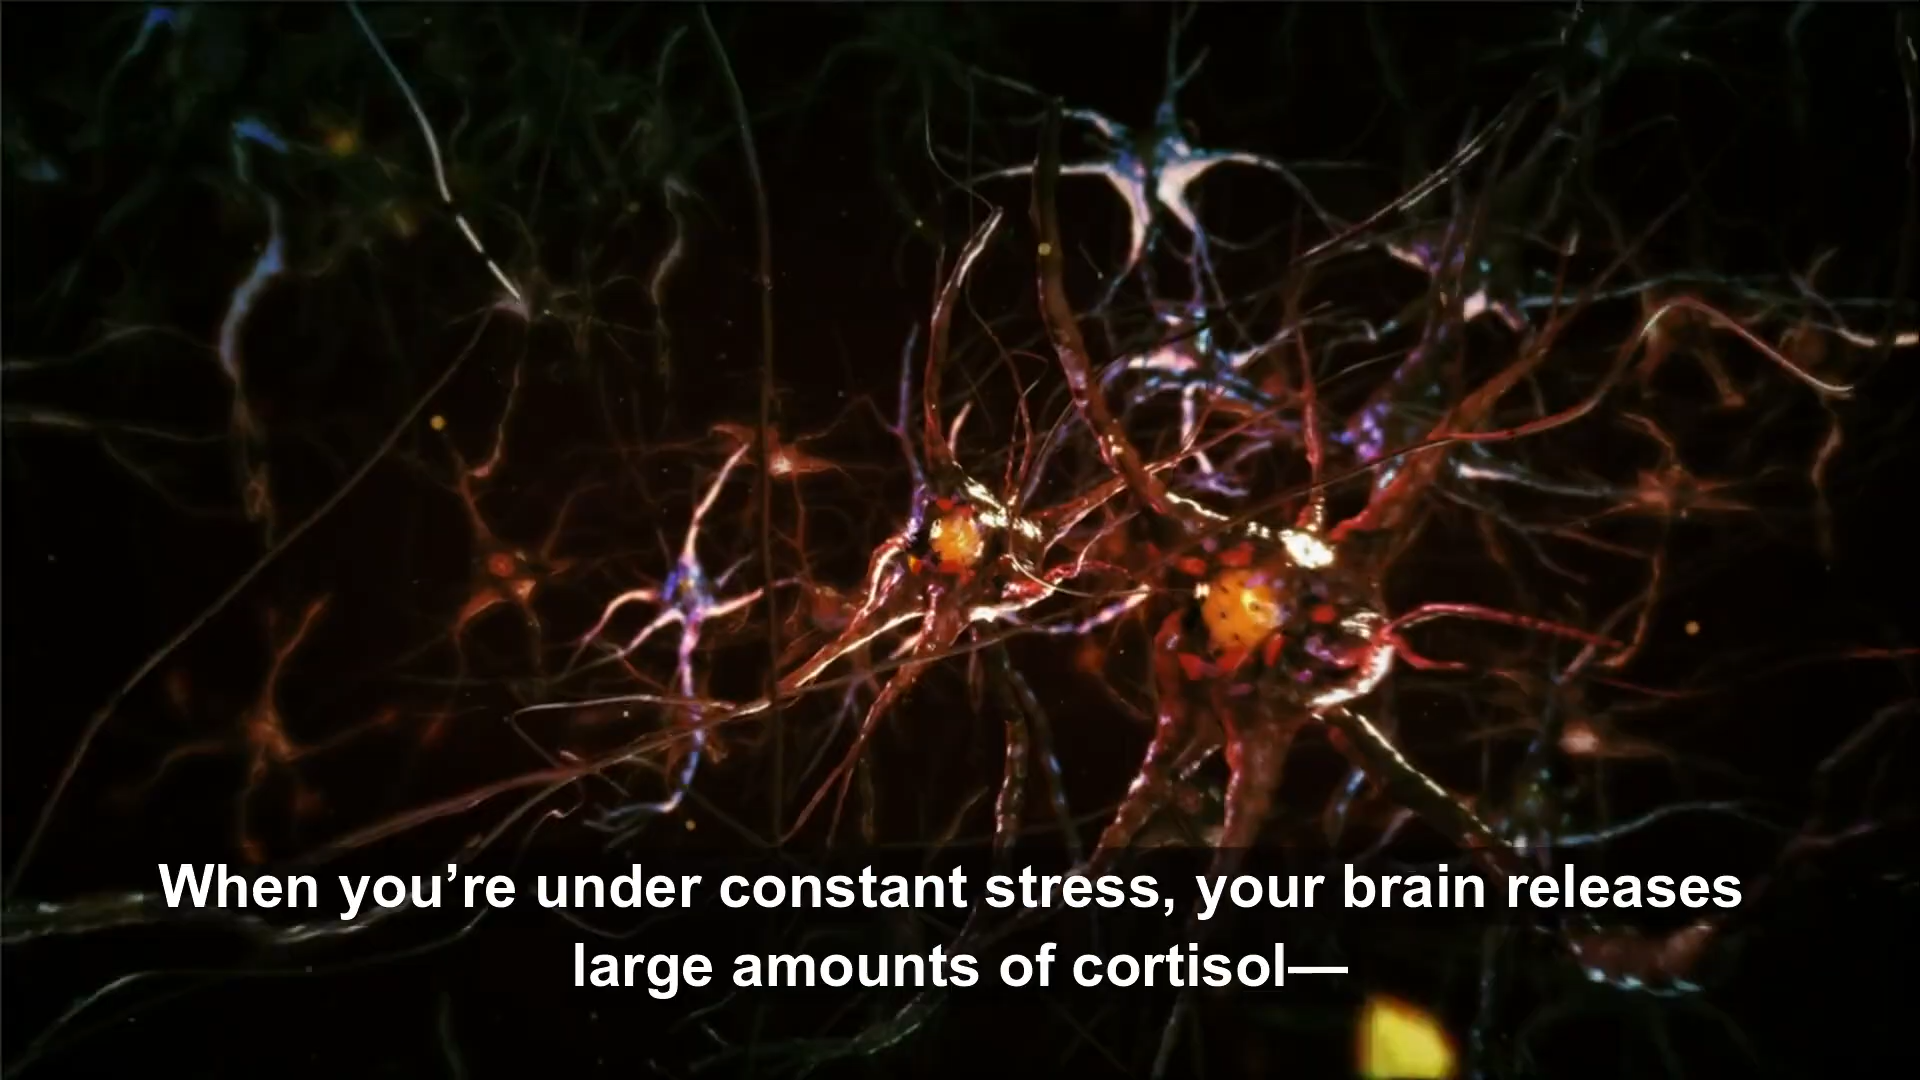 When you’re under constant stress, your brain releases
large amounts of cortisol—